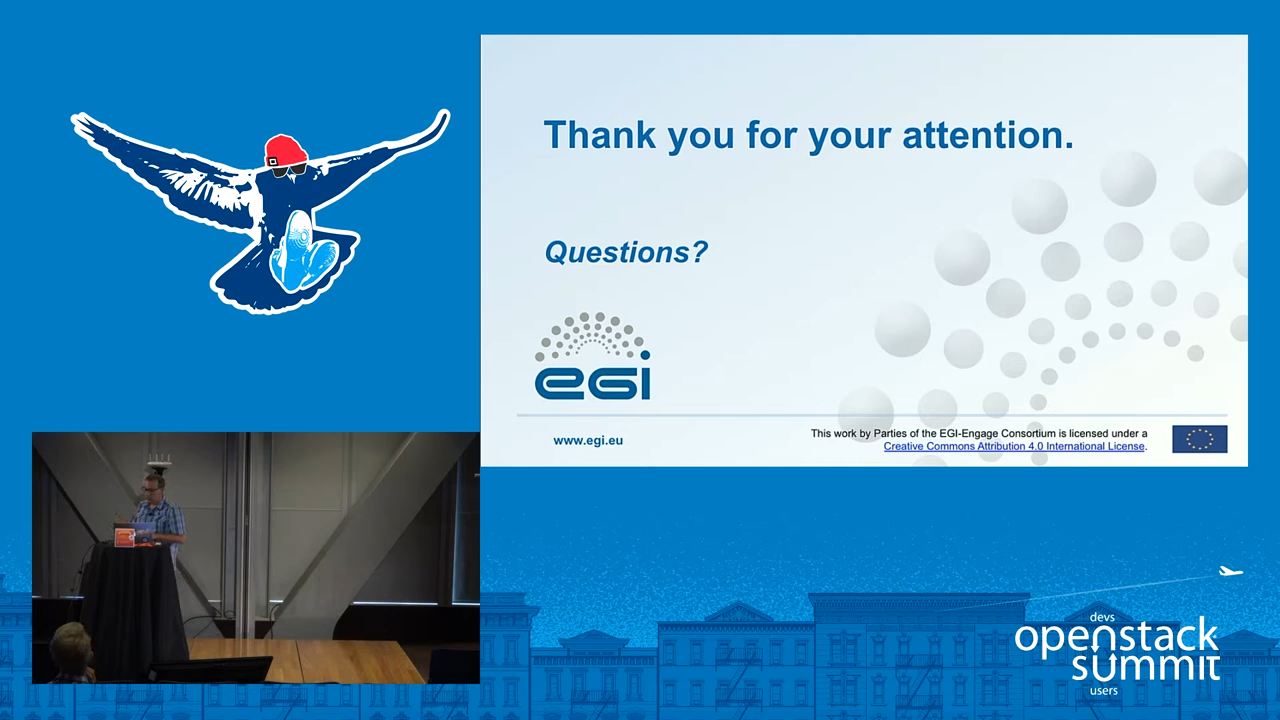 Thank you for your attention.
Questions?
egi
www.egi.eu
This work by Parties of the EGI-Engage Consortium is licensed under a
Creative Commons Attribution 4.0 International License.
devs
openstack
summit
users